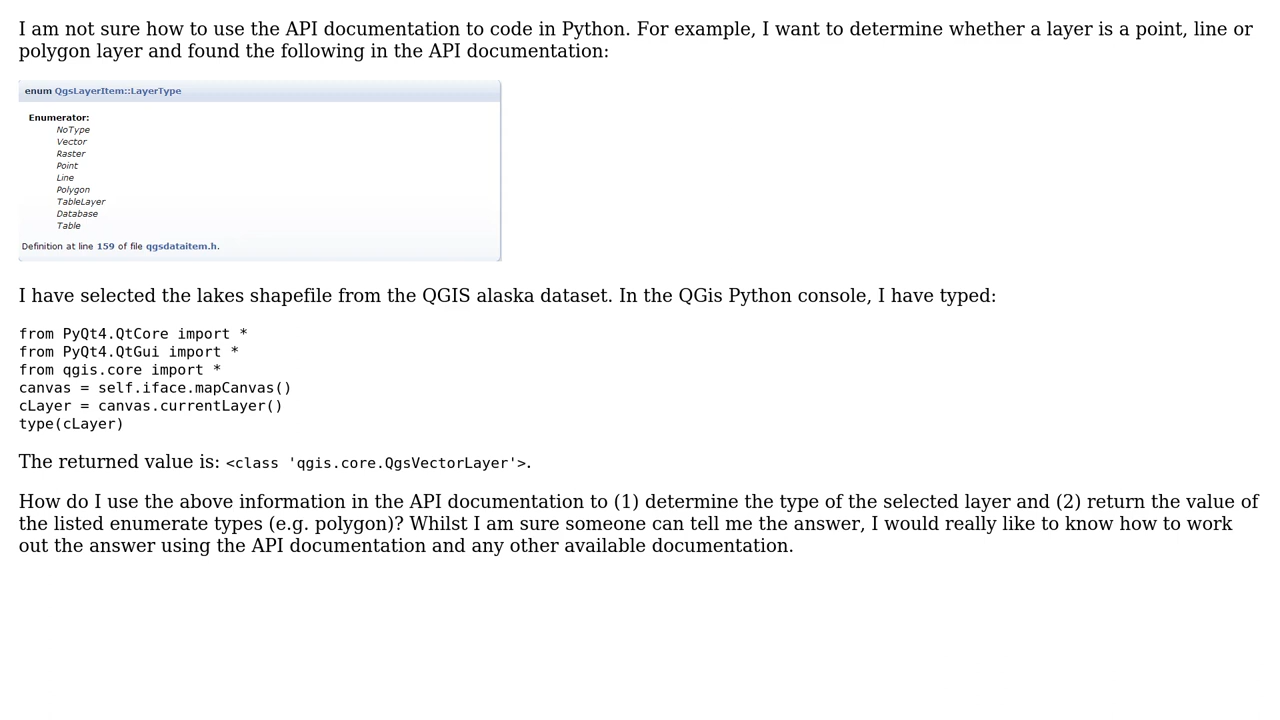 I am not sure how to use the API documentation to code in Python. For example, I want to determine whether a layer is a point, line or
polygon layer and found the following in the API documentation:
enum QgsLayerItem::LayerType
Enumerator:
NoType
Vector
Raster
Point
Line
Polygon
TableLayer
Database
Table
Definition at line 159 of file qgsdataitem.h.
I have selected the lakes shapefile from the QGIS alaska dataset. In the QGis Python console, I have typed:
from PyQt4.QtCore import *
from PyQt4.QtGui import *
from qgis.core import *
canvas = self.iface.mapCanvas()
cLayer = canvas.currentLayer()
type(cLayer)
The returned value is: <class 'qgis.core.QgsVectorLayer'>.
How do I use the above information in the API documentation to (1) determine the type of the selected layer and (2) return the value of
the listed enumerate types (e.g. polygon)? Whilst I am sure someone can tell me the answer, I would really like to know how to work
out the answer using the API documentation and any other available documentation.